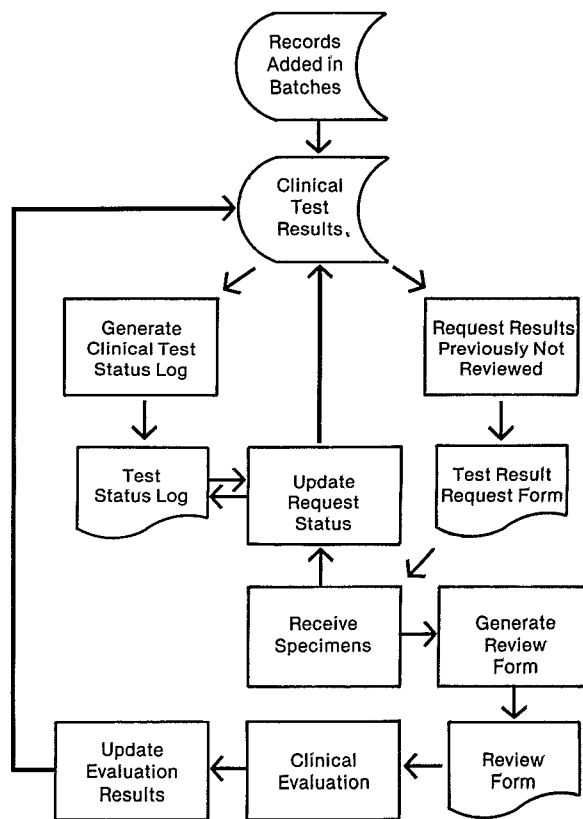 Records
Added in
Batches
Clinical
Test
Results.
Generate
Clinical Test
Status Log
Request Results
Previously Not
Reviewed
Test
Status Log
Update
Request
Status
Test Result
Request Form
Receive
Specimens
Generate
Review
Form
Update
Evaluation
Results
Clinical
Evaluation
Review
Form